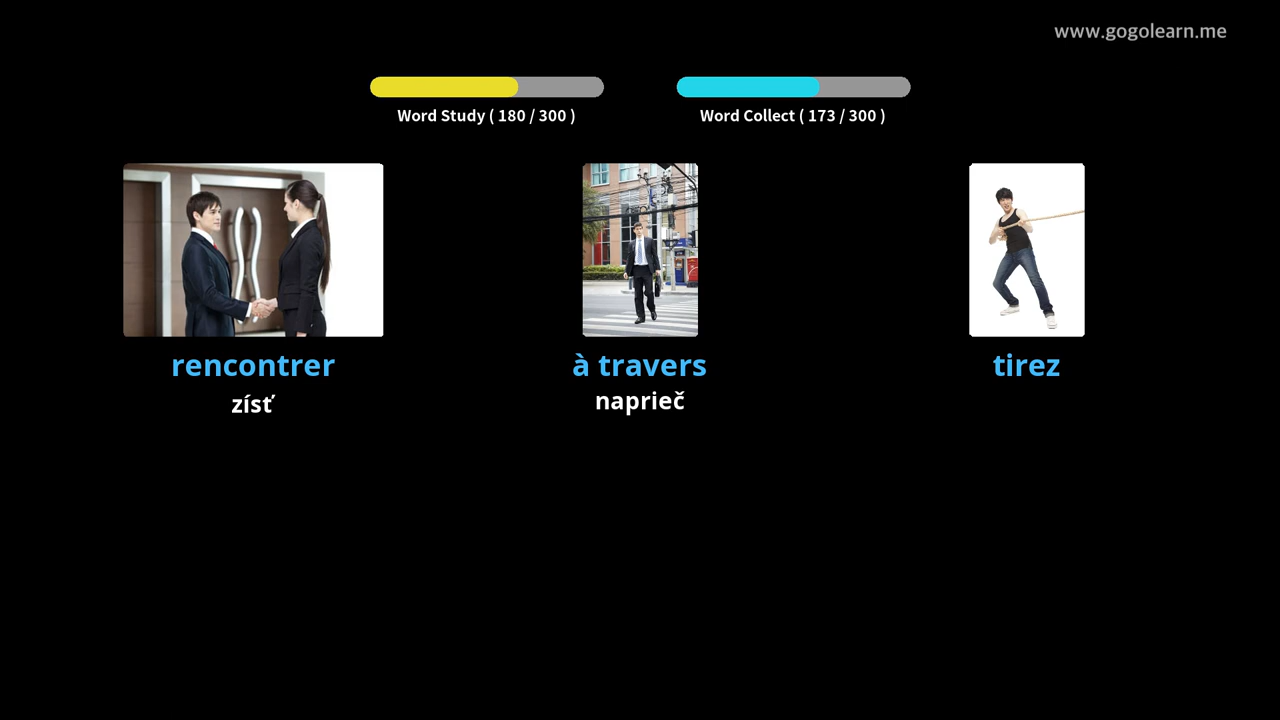 www.gogolearn.me
Word Study ( 180 / 300 )
Word Collect ( 173 / 300 )
rencontrer
à travers
tirez
zísť
naprieč